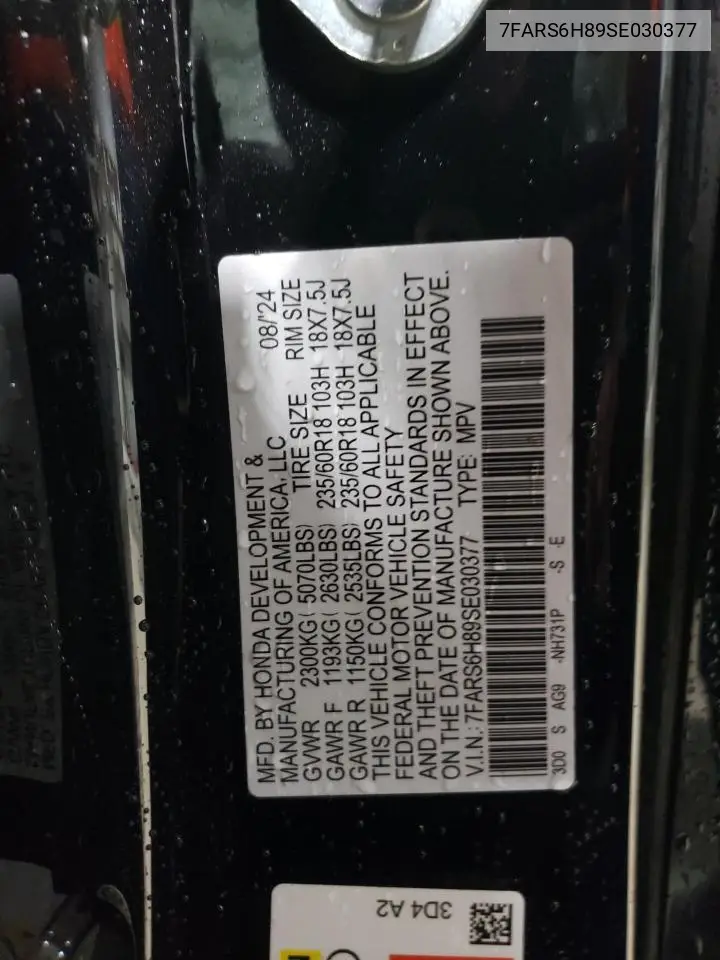 7FARS6H89SE030377
MFD. BY HONDA DEVELOPMENT &
MANUFACTURING OF AMERICA, LLC 08/'24
GVWR 2300KG( 5070LBS) TIRE SIZE RIM SIZE
GAWR F 1193KG( 2630LBS) 235/60R18 103H 18X7.5J
GAWR R 1150KG( 2535LBS) 235/60R18 103H 18X7.5J
THIS VEHICLE CONFORMS TO ALL APPLICABLE
FEDERAL MOTOR VEHICLE SAFETY
AND THEFT PREVENTION STANDARDS IN EFFECT
ON THE DATE OF MANUFACTURE SHOWN ABOVE.
V.I.N.: 7FARS6H89SE030377 TYPE: MPV
3D0 S AG9 -NH731P -S -E
3D4 A2